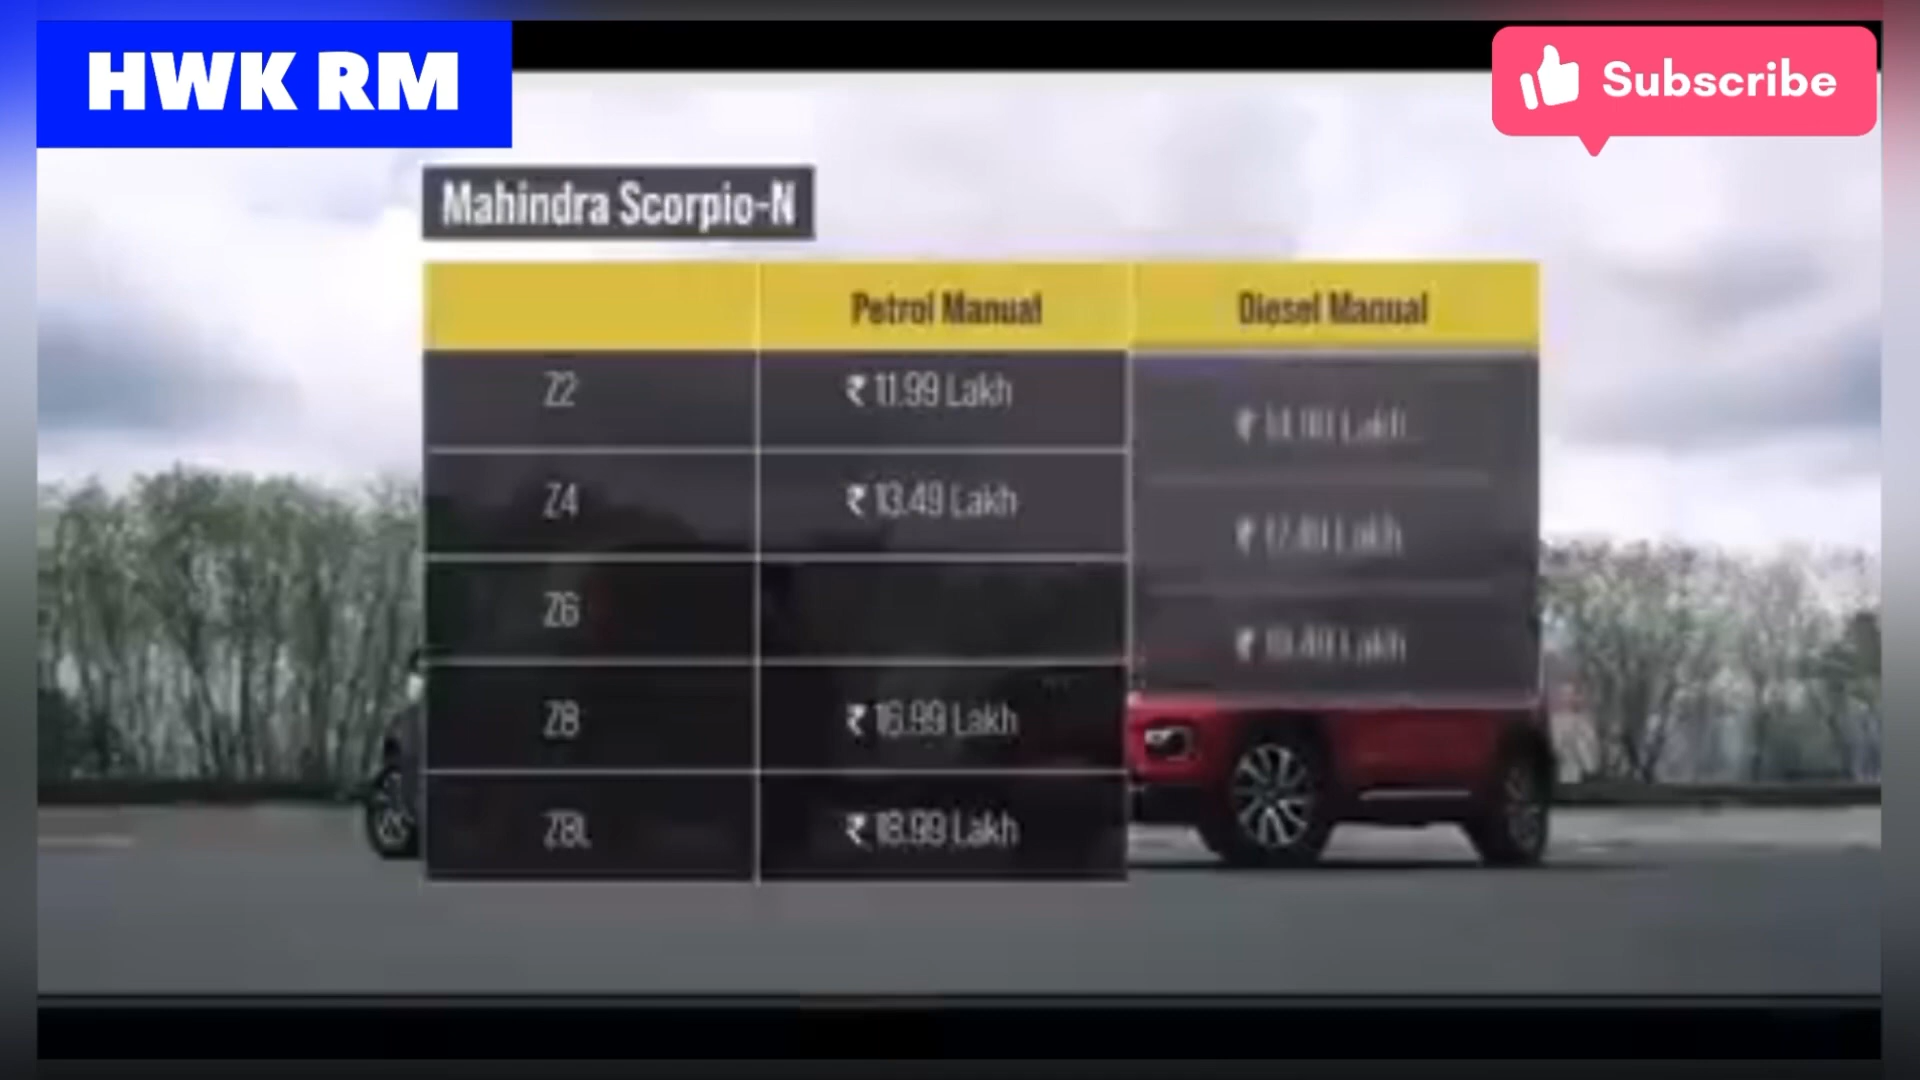 HWK RM
Subscribe
Mahindra Scorpio-N
Petrol Manual Diesel Manual
Z2 ₹ 11.99 Lakh
Z4 ₹ 13.49 Lakh
Z6
Z8 ₹ 16.99 Lakh
Z8L ₹ 18.99 Lakh